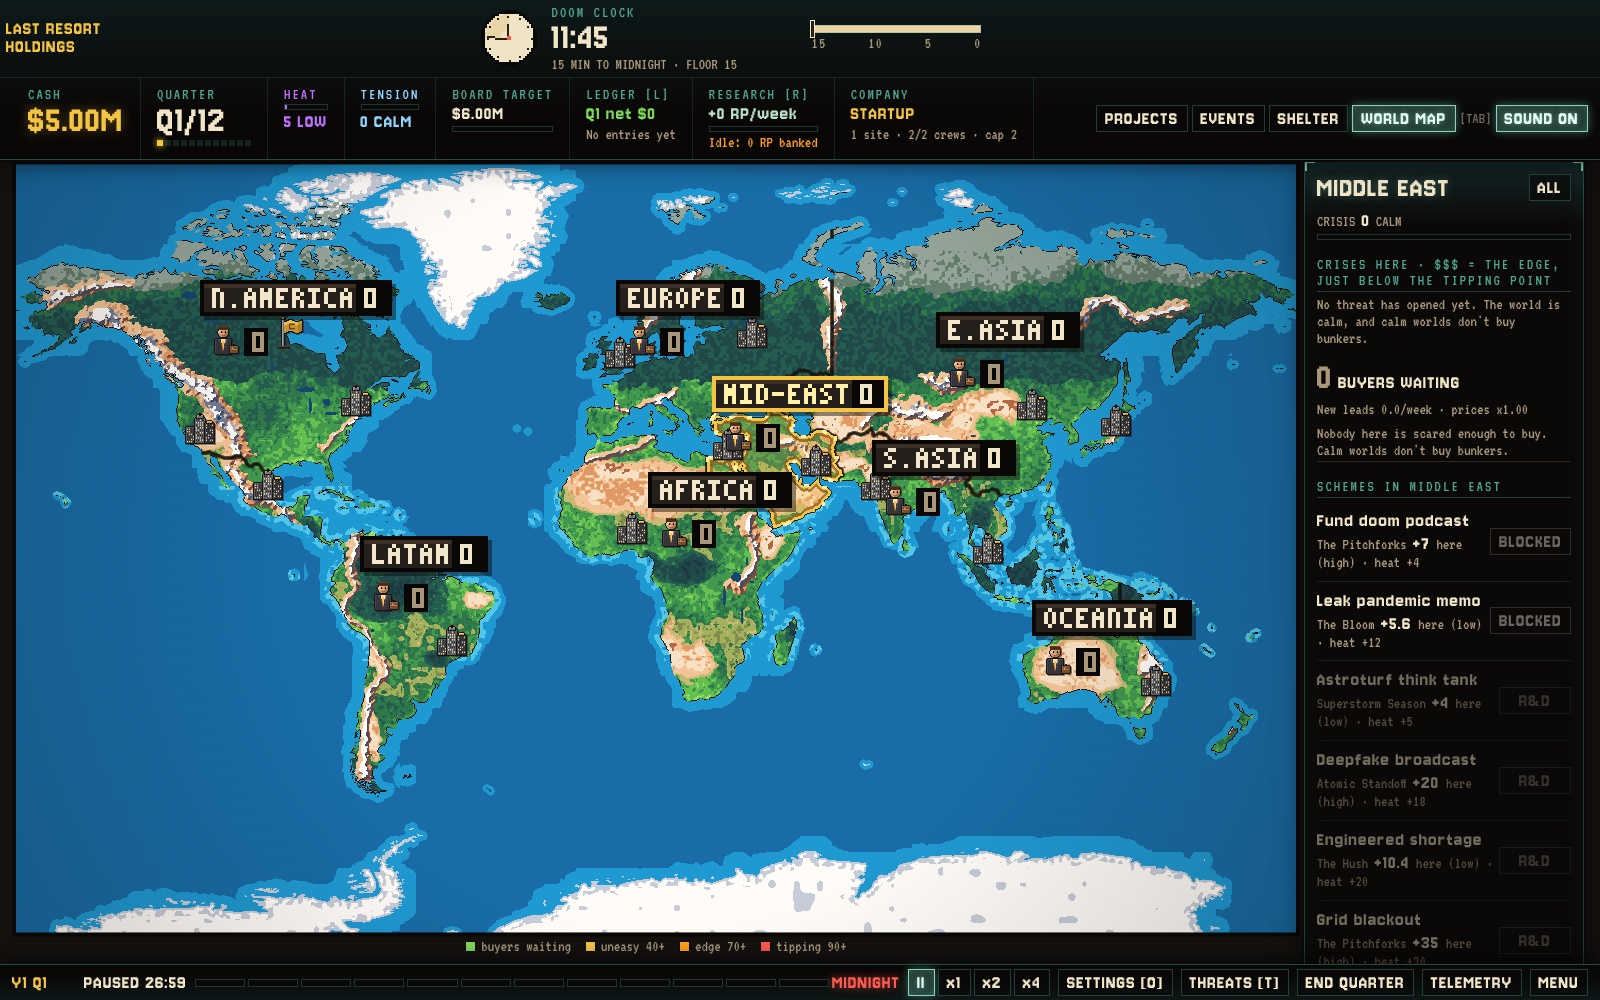 LAST RESORT
HOLDINGS
DOOM CLOCK
11:45
15 MIN TO MIDNIGHT · FLOOR 15
15 10 5 0
CASH
$5.00M
QUARTER
Q1/12
HEAT
5 LOW
TENSION
0 CALM
BOARD TARGET
$6.00M
LEDGER [L]
Q1 net $0
No entries yet
RESEARCH [R]
+0 RP/week
Idle: 0 RP banked
COMPANY
STARTUP
1 site · 2/2 crews · cap 2
PROJECTS
EVENTS
SHELTER
WORLD MAP
[TAB]
SOUND ON
N.AMERICA 0
0
EUROPE 0
0
E.ASIA 0
0
MID-EAST 0
0
S.ASIA 0
0
AFRICA 0
0
LATAM 0
0
OCEANIA 0
0
buyers waiting
uneasy 40+
edge 70+
tipping 90+
MIDDLE EAST
ALL
CRISIS 0 CALM
CRISES HERE · $$$ = THE EDGE,
JUST BELOW THE TIPPING POINT
No threat has opened yet. The world is
calm, and calm worlds don't buy
bunkers.
0 BUYERS WAITING
New leads 0.0/week · prices x1.00
Nobody here is scared enough to buy.
Calm worlds don't buy bunkers.
SCHEMES IN MIDDLE EAST
Fund doom podcast
The Pitchforks +7 here
(high) · heat +4
BLOCKED
Leak pandemic memo
The Bloom +5.6 here (low)
· heat +12
BLOCKED
Astroturf think tank
Superstorm Season +4 here
(low) · heat +5
R&D
Deepfake broadcast
Atomic Standoff +20 here
(high) · heat +18
R&D
Engineered shortage
The Hush +10.4 here (low) ·
heat +20
R&D
Grid blackout
The Pitchforks +35 here
(high) · heat +30
R&D
Y1 Q1
PAUSED 26:59
MIDNIGHT
II
x1
x2
x4
SETTINGS [O]
THREATS [T]
END QUARTER
TELEMETRY
MENU